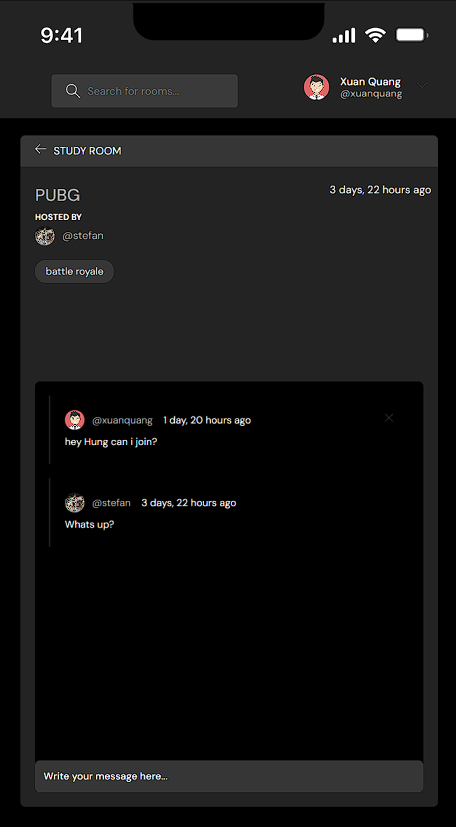 9:41
Search for rooms...
Xuan Quang
@xuanquang
STUDY ROOM
PUBG
3 days, 22 hours ago
HOSTED BY
@stefan
battle royale
@xuanquang 1 day, 20 hours ago
hey Hung can i join?
@stefan 3 days, 22 hours ago
Whats up?
Write your message here...